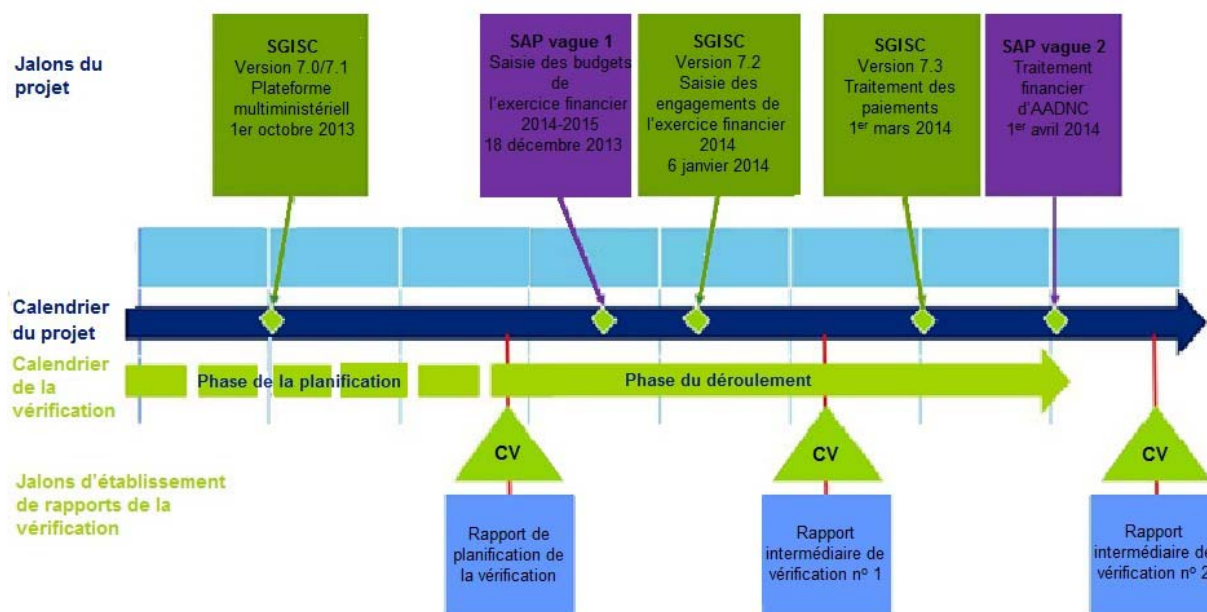 Jalons du
projet
SGISC
Version 7.0/7.1
Plateforme
multiministériell
1er octobre 2013
SAP vague 1
Saisie des budgets
de
l'exercice financier
2014-2015
18 décembre 2013
SGISC
Version 7.2
Saisie des
engagements de
l'exercice financier
2014
6 janvier 2014
SGISC
Version 7.3
Traitement des
paiements
1er mars 2014
SAP vague 2
Traitement
financier
d'AADNC
1er avril 2014
Calendrier
du projet
Calendrier
de la
vérification
Phase de la planification
Phase du déroulement
Jalons d'établissement
de rapports de la
vérification
CV
CV
CV
Rapport de
planification de
la vérification
Rapport
intermédiaire de
vérification nº 1
Rapport
intermédiaire de
vérification nº 2